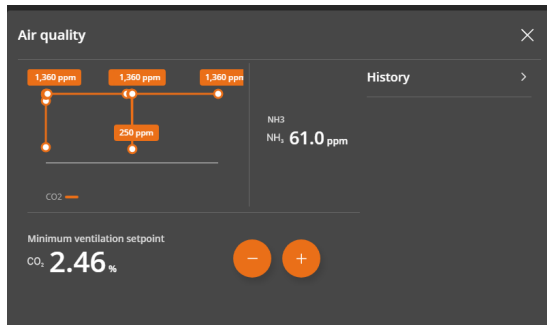 Air quality
1,360 ppm 1,360 ppm 1,360 ppm
250 ppm
CO2
NH3
NH₃ 61.0 ppm
History
Minimum ventilation setpoint
CO₂ 2.46 %